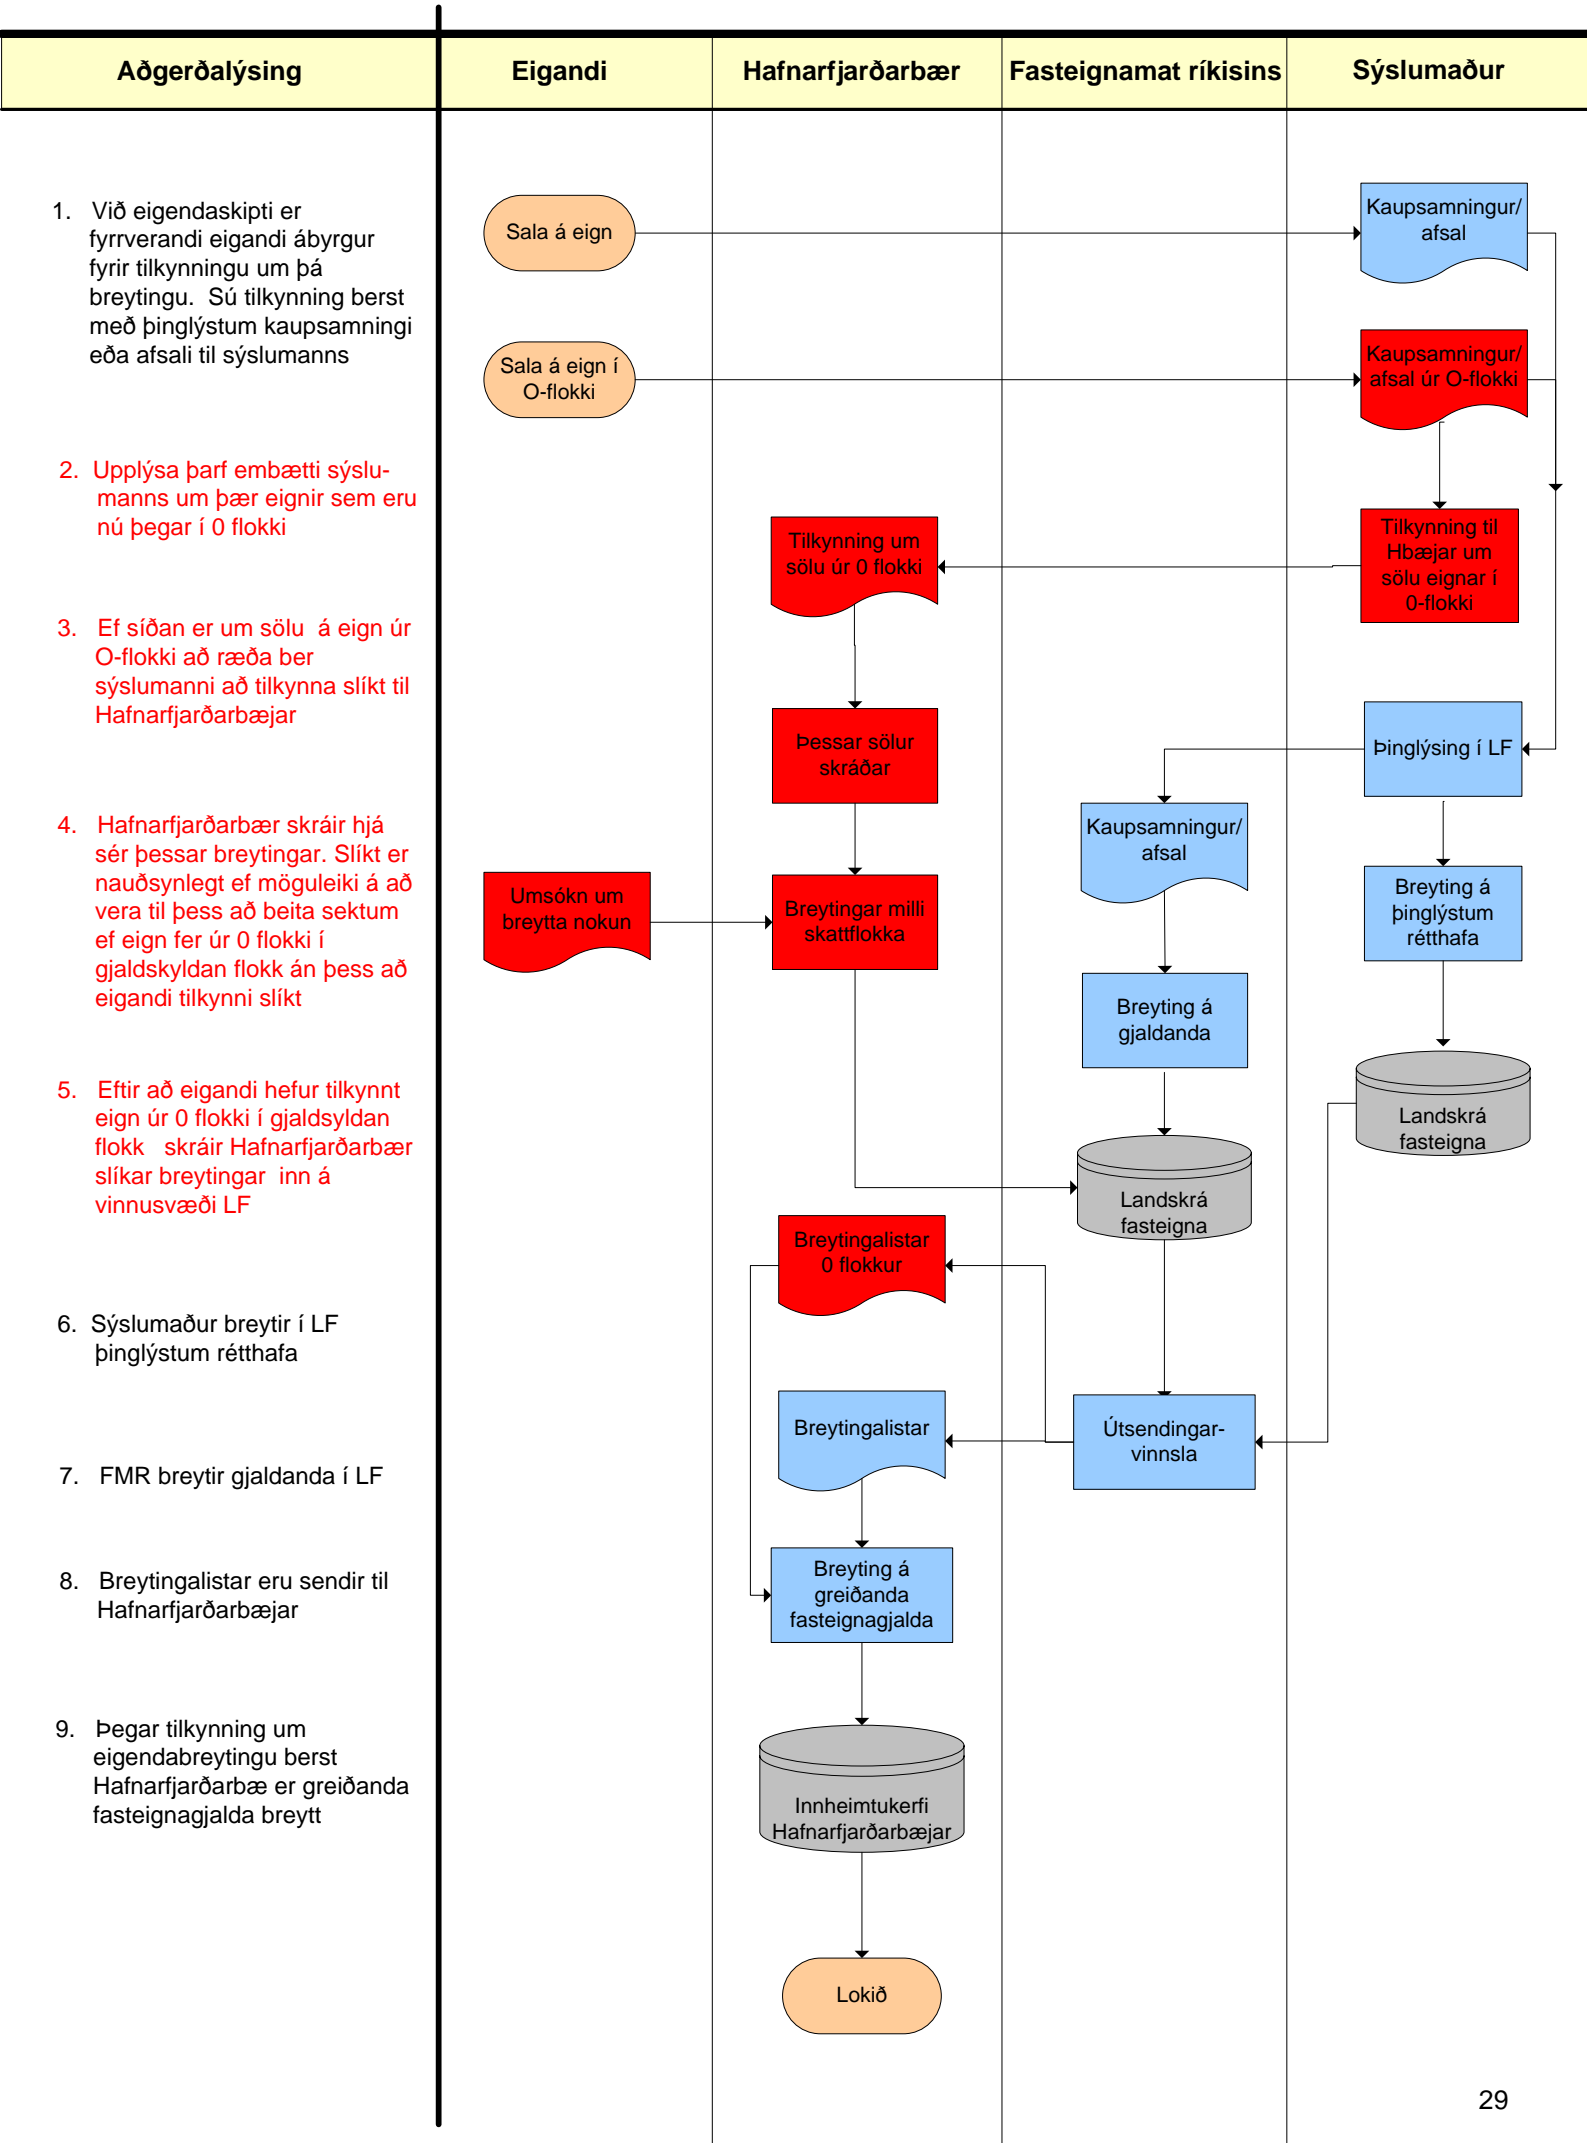 Aðgerðalýsing
Eigandi
Hafnarfjarðarbær
Fasteignamat ríkisins
Sýslumaður
1. Við eigendaskipti er
fyrrverandi eigandi ábyrgur
fyrir tilkynningu um þá
breytingu. Sú tilkynning berst
með þinglýstum kaupsamningi
eða afsali til sýslumanns
2. Upplýsa þarf embætti sýslu-
manns um þær eignir sem eru
nú þegar í 0 flokki
3. Ef síðan er um sölu á eign úr
O-flokki að ræða ber
sýslumanni að tilkynna slíkt til
Hafnarfjarðarbæjar
4. Hafnarfjarðarbær skráir hjá
sér þessar breytingar. Slíkt er
nauðsynlegt ef möguleiki á að
vera til þess að beita sektum
ef eign fer úr 0 flokki í
gjaldskyldan flokk án þess að
eigandi tilkynni slíkt
5. Eftir að eigandi hefur tilkynnt
eign úr 0 flokki í gjaldsyldan
flokk skráir Hafnarfjarðarbær
slíkar breytingar inn á
vinnusvæði LF
6. Sýslumaður breytir í LF
þinglýstum rétthafa
7. FMR breytir gjaldanda í LF
8. Breytingalistar eru sendir til
Hafnarfjarðarbæjar
9. Þegar tilkynning um
eigendabreytingu berst
Hafnarfjarðarbæ er greiðanda
fasteignagjalda breytt
Sala á eign
Kaupsamningur/
afsal
Sala á eign í
O-flokki
Kaupsamningur/
afsal úr O-flokki
Tilkynning um
sölu úr 0 flokki
Tilkynning til
Hbæjar um
sölu eignar í
0-flokki
Þessar sölur
skráðar
Þinglýsing í LF
Kaupsamningur/
afsal
Umsókn um
breytta nokun
Breytingar milli
skattflokka
Breyting á
þinglýstum
rétthafa
Breyting á
gjaldanda
Landskrá
fasteigna
Landskrá
fasteigna
Breytingalistar
0 flokkur
Breytingalistar
Útsendingar-
vinnsla
Breyting á
greiðanda
fasteignagjalda
Innheimtukerfi
Hafnarfjarðarbæjar
Lokið
29